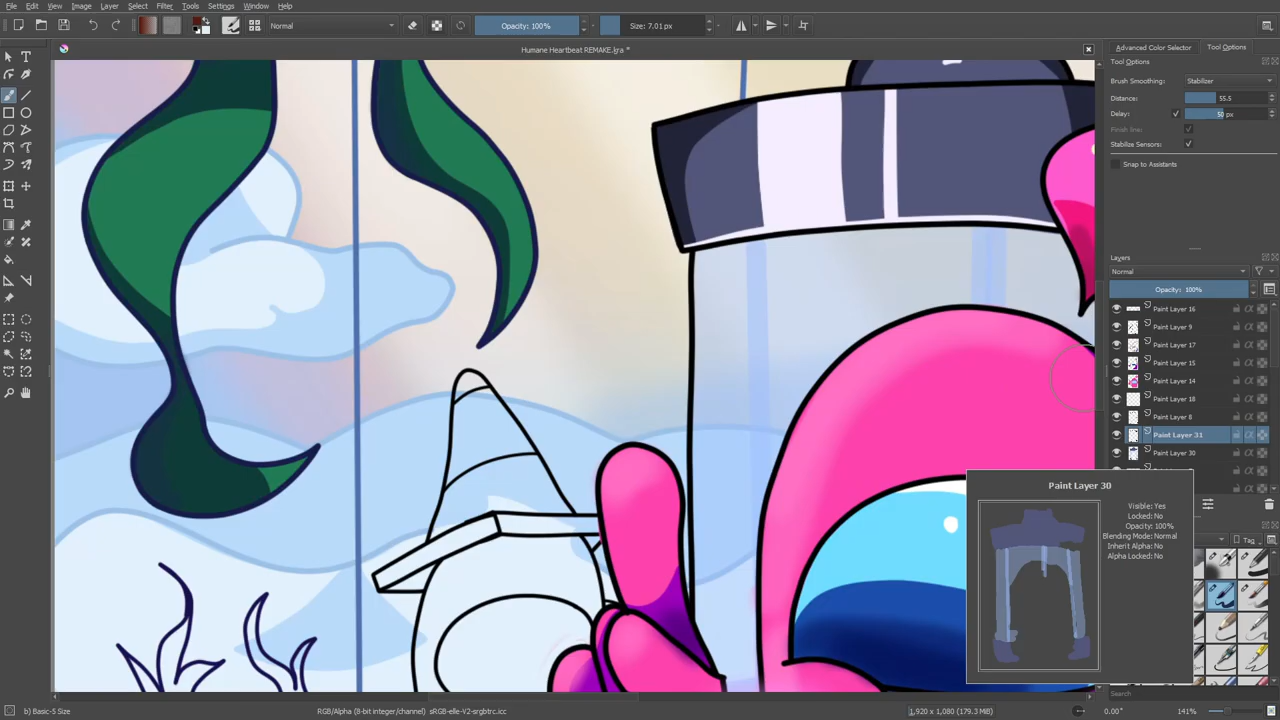 File Edit View Image Layer Select Filter Tools Settings Window Help
Normal
Opacity: 100%
Size: 7.01 px
Humane Heartbeat REMAKE.kra *
Advanced Color Selector
Tool Options
Tool Options
Brush Smoothing:
Stabilizer
Distance:
55.5
Delay:
50 px
Finish line:
Stabilize Sensors:
Snap to Assistants
Layers
Normal
Opacity: 100%
Paint Layer 16
Paint Layer 9
Paint Layer 17
Paint Layer 15
Paint Layer 14
Paint Layer 18
Paint Layer 8
Paint Layer 31
Paint Layer 30
Paint Layer 30
Visible: Yes
Locked: No
Opacity: 100%
Blending Mode: Normal
Inherit Alpha: No
Alpha Locked: No
Tag
Search
b) Basic-5 Size
RGB/Alpha (8-bit integer/channel) sRGB-elle-V2-srgbtrc.icc
1,920 x 1,080 (179.3 MiB)
0.00°
141%